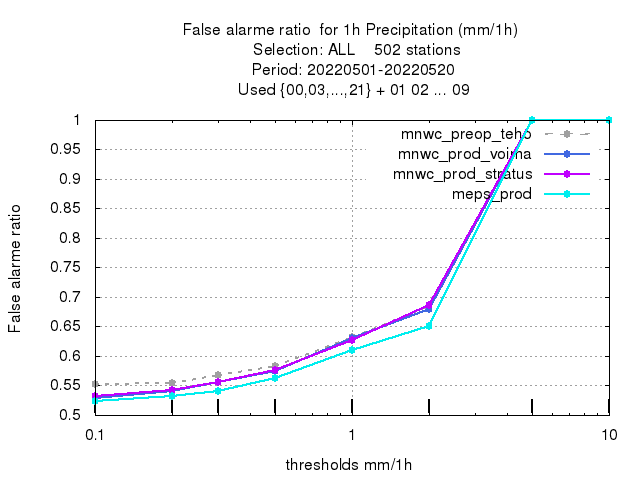 False alarme ratio  for 1h Precipitation (mm/1h)
Selection: ALL    502 stations
Period: 20220501-20220520
Used {00,03,...,21} + 01 02 ... 09
1
0.95
0.9
0.85
0.8
0.75
0.7
0.65
0.6
0.55
0.5
False alarme ratio
mnwc_preop_teho
mnwc_prod_voima
mnwc_prod_stratus
meps_prod
0.1
1
10
thresholds mm/1h